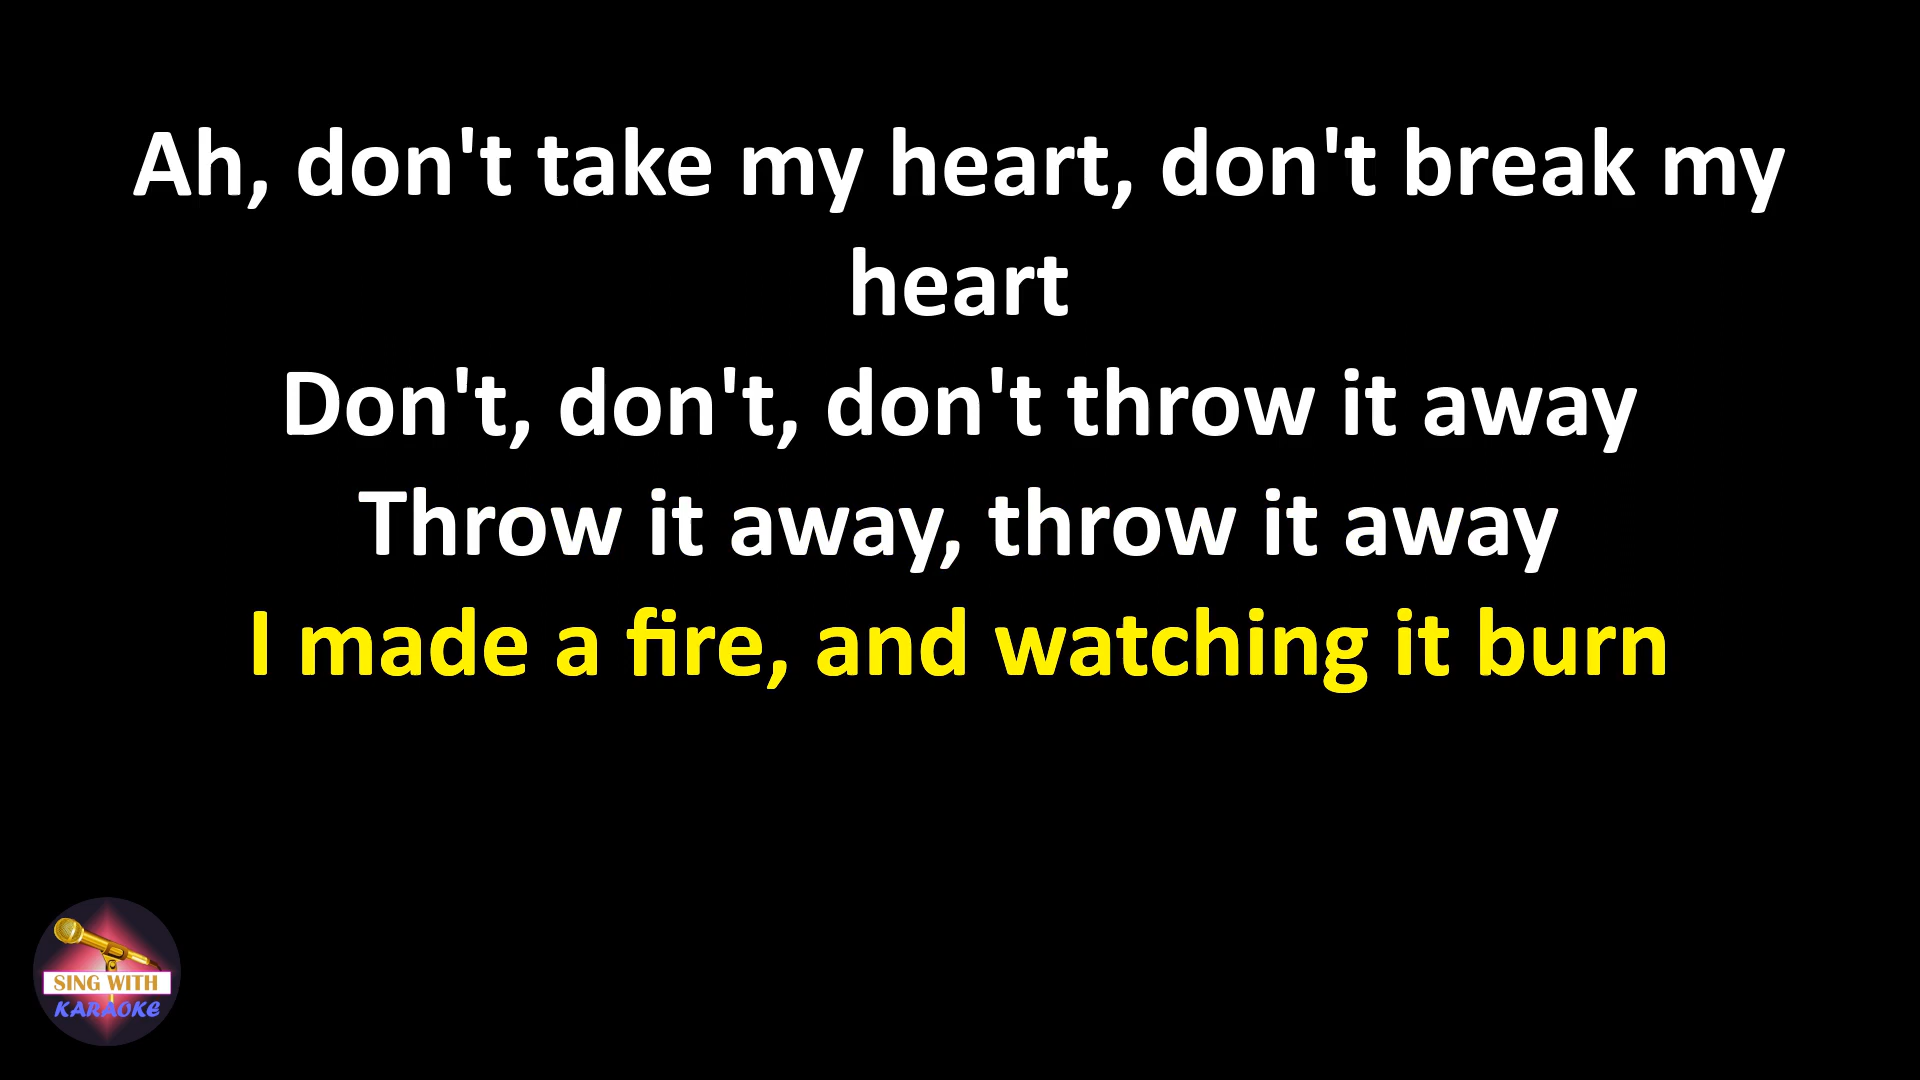 Ah, don't take my heart, don't break my
heart
Don't, don't, don't throw it away
Throw it away, throw it away
I made a fire, and watching it burn
SING WITH
KARAOKE